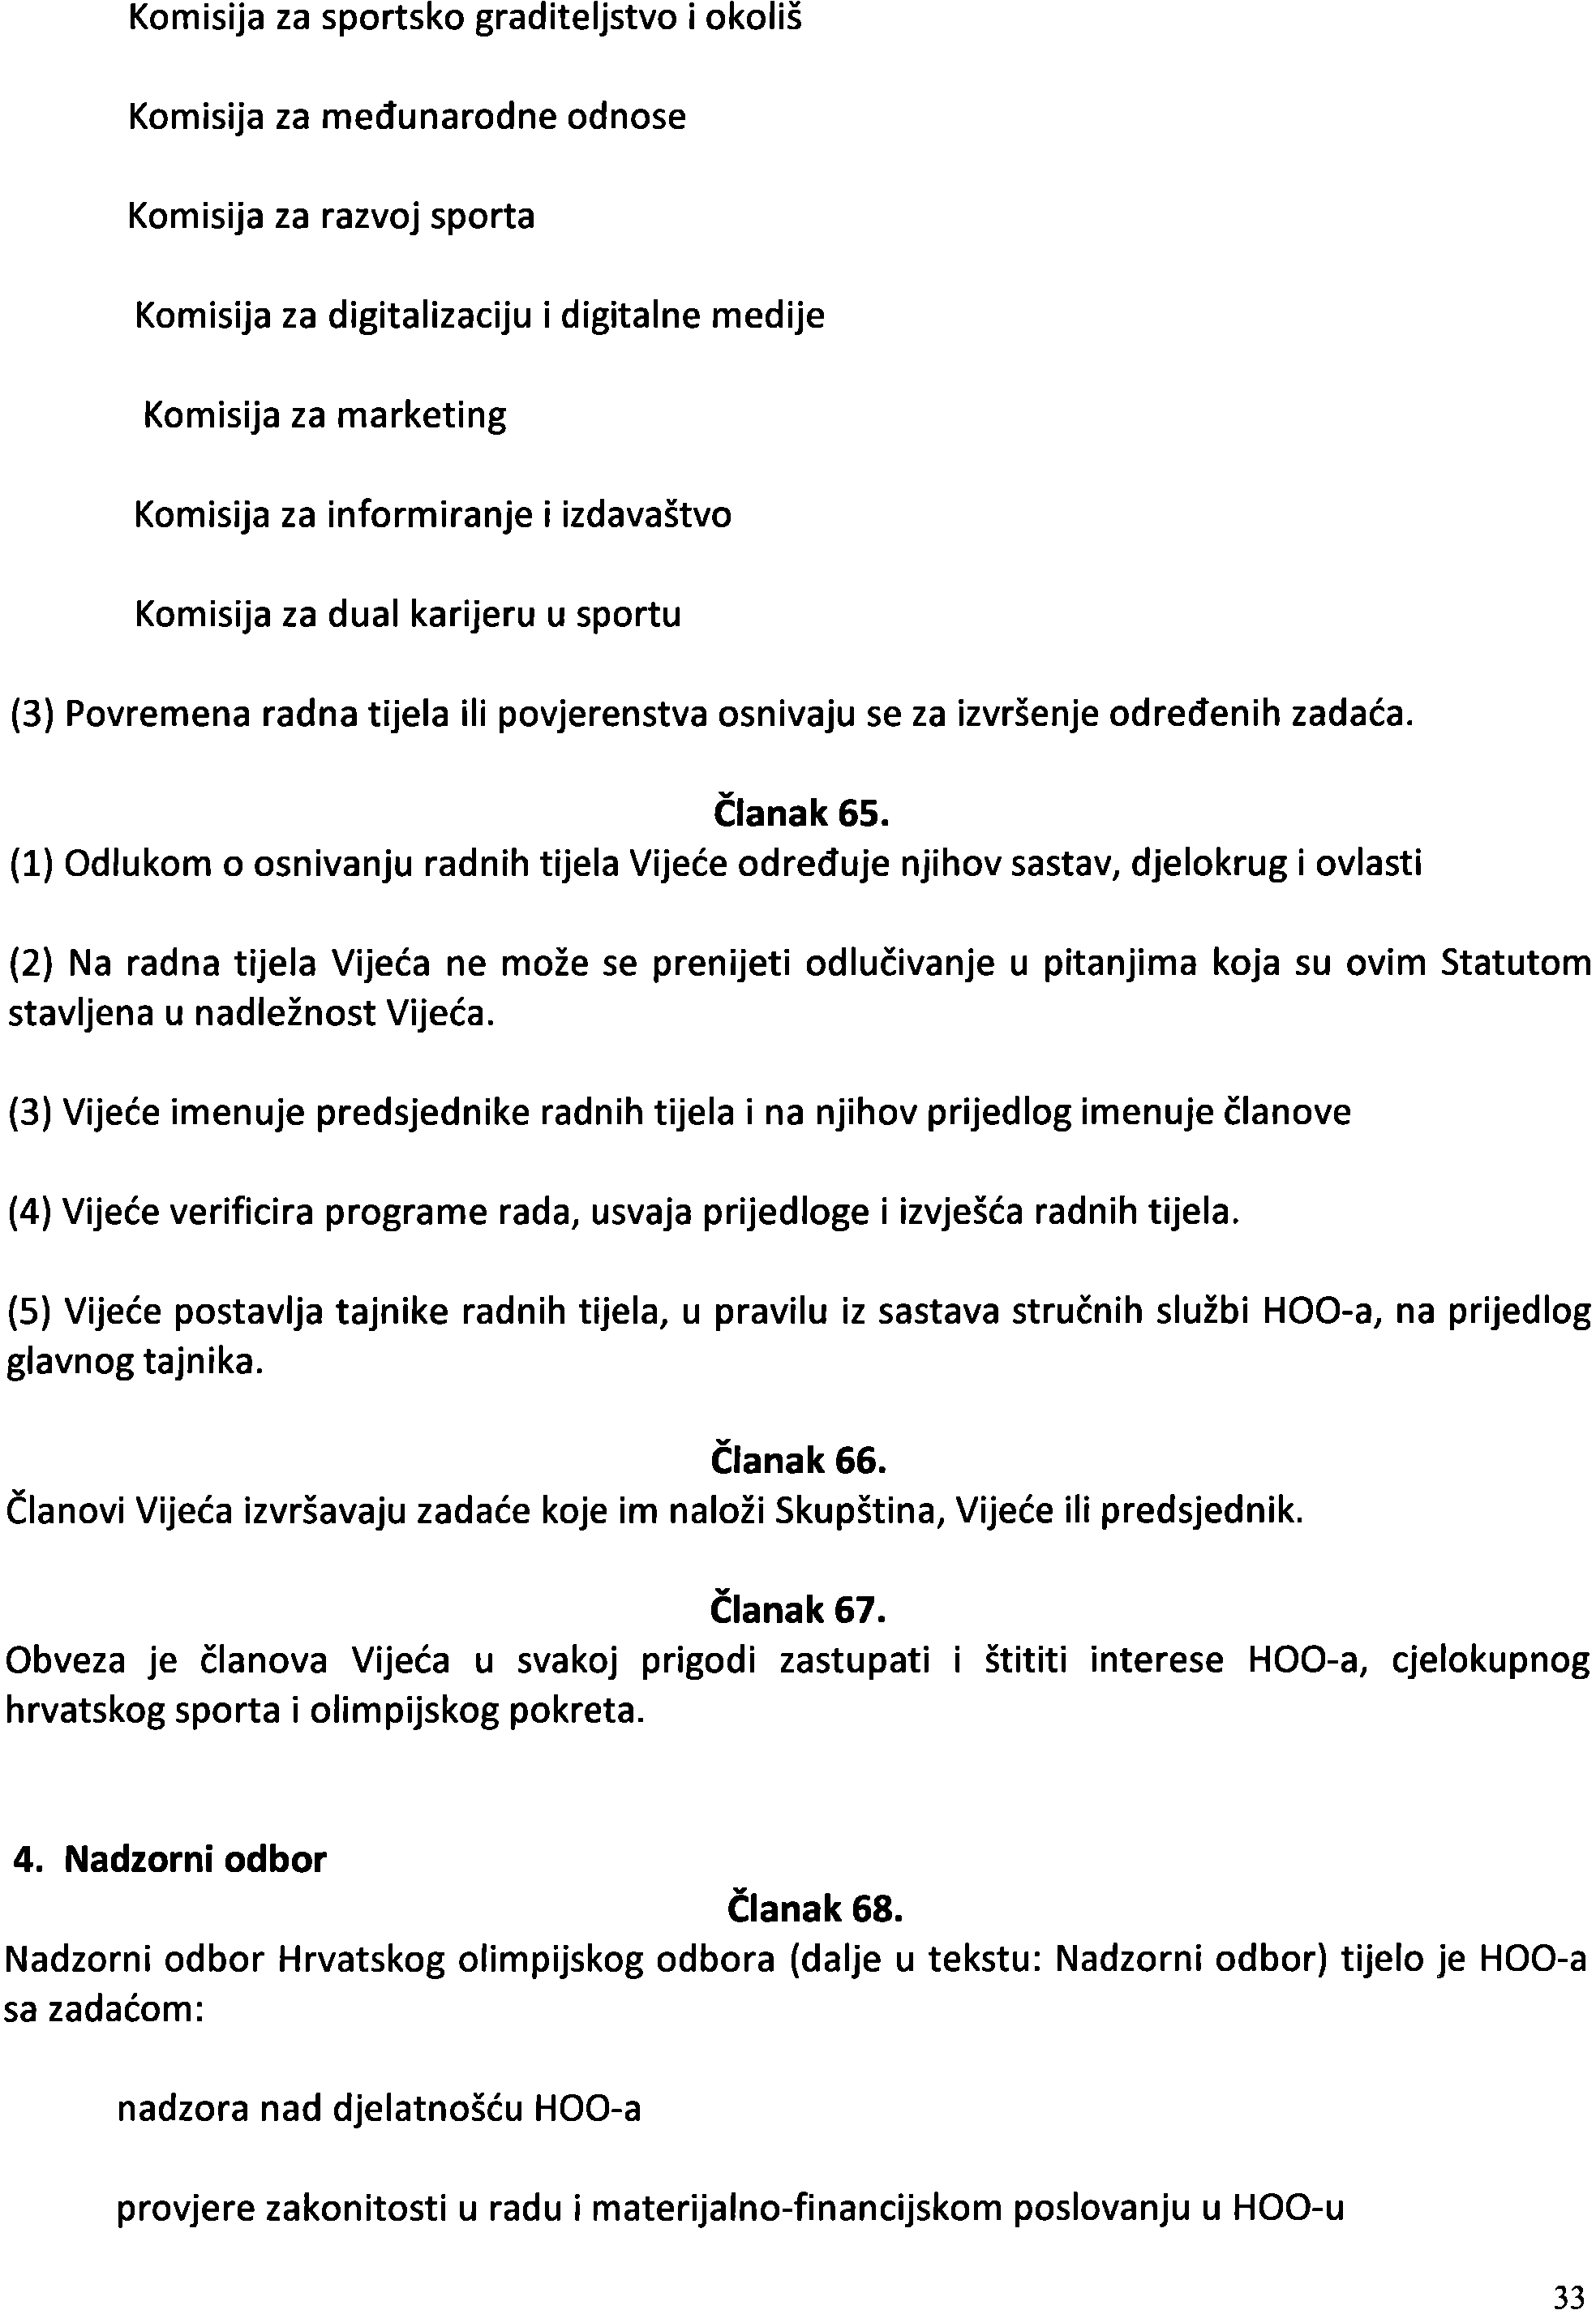 Komisija za sportsko graditeljstvo i okoliš
Komisija za međunarodne odnose
Komisija za razvoj sporta
Komisija za digitalizaciju i digitalne medije
Komisija za marketing
Komisija za informiranje i izdavaštvo
Komisija za dual karijeru u sportu
(3) Povremena radna tijela ili povjerenstva osnivaju se za izvršenje određenih zadaća.
Članak 65.
(1) Odlukom o osnivanju radnih tijela Vijeće određuje njihov sastav, djelokrug i ovlasti
(2) Na radna tijela Vijeća ne može se prenijeti odlučivanje u pitanjima koja su ovim Statutom
stavljena u nadležnost Vijeća.
(3) Vijeće imenuje predsjednike radnih tijela i na njihov prijedlog imenuje članove
(4) Vijeće verificira programe rada, usvaja prijedloge i izvješća radnih tijela.
(5) Vijeće postavlja tajnike radnih tijela, u pravilu iz sastava stručnih službi HOO-a, na prijedlog
glavnog tajnika.
Članak 66.
Članovi Vijeća izvršavaju zadaće koje im naloži Skupština, Vijeće ili predsjednik.
Članak 67.
Obveza je članova Vijeća u svakoj prigodi zastupati i štititi interese HOO-a, cjelokupnog
hrvatskog sporta i olimpijskog pokreta.
4. Nadzorni odbor
Članak 68.
Nadzorni odbor Hrvatskog olimpijskog odbora (dalje u tekstu: Nadzorni odbor) tijelo je HOO-a
sa zadaćom:
nadzora nad djelatnošću HOO-a
provjere zakonitosti u radu i materijalno-financijskom poslovanju u HOO-u
33